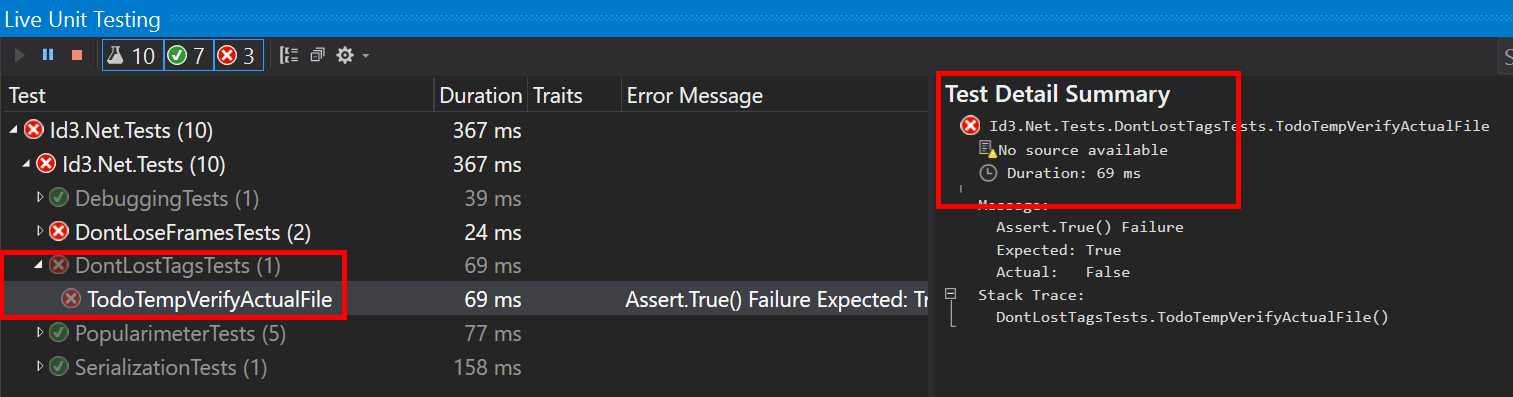 Live Unit Testing
10 7 3
Test Duration Traits Error Message
Id3.Net.Tests (10) 367 ms
Id3.Net.Tests (10) 367 ms
DebuggingTests (1) 39 ms
DontLoseFramesTests (2) 24 ms
DontLostTagsTests (1) 69 ms
TodoTempVerifyActualFile 69 ms Assert.True() Failure Expected: Tr
PopularimeterTests (5) 77 ms
SerializationTests (1) 158 ms
Test Detail Summary
Id3.Net.Tests.DontLostTagsTests.TodoTempVerifyActualFile
No source available
Duration: 69 ms
Message:
Assert.True() Failure
Expected: True
Actual: False
Stack Trace:
DontLostTagsTests.TodoTempVerifyActualFile()